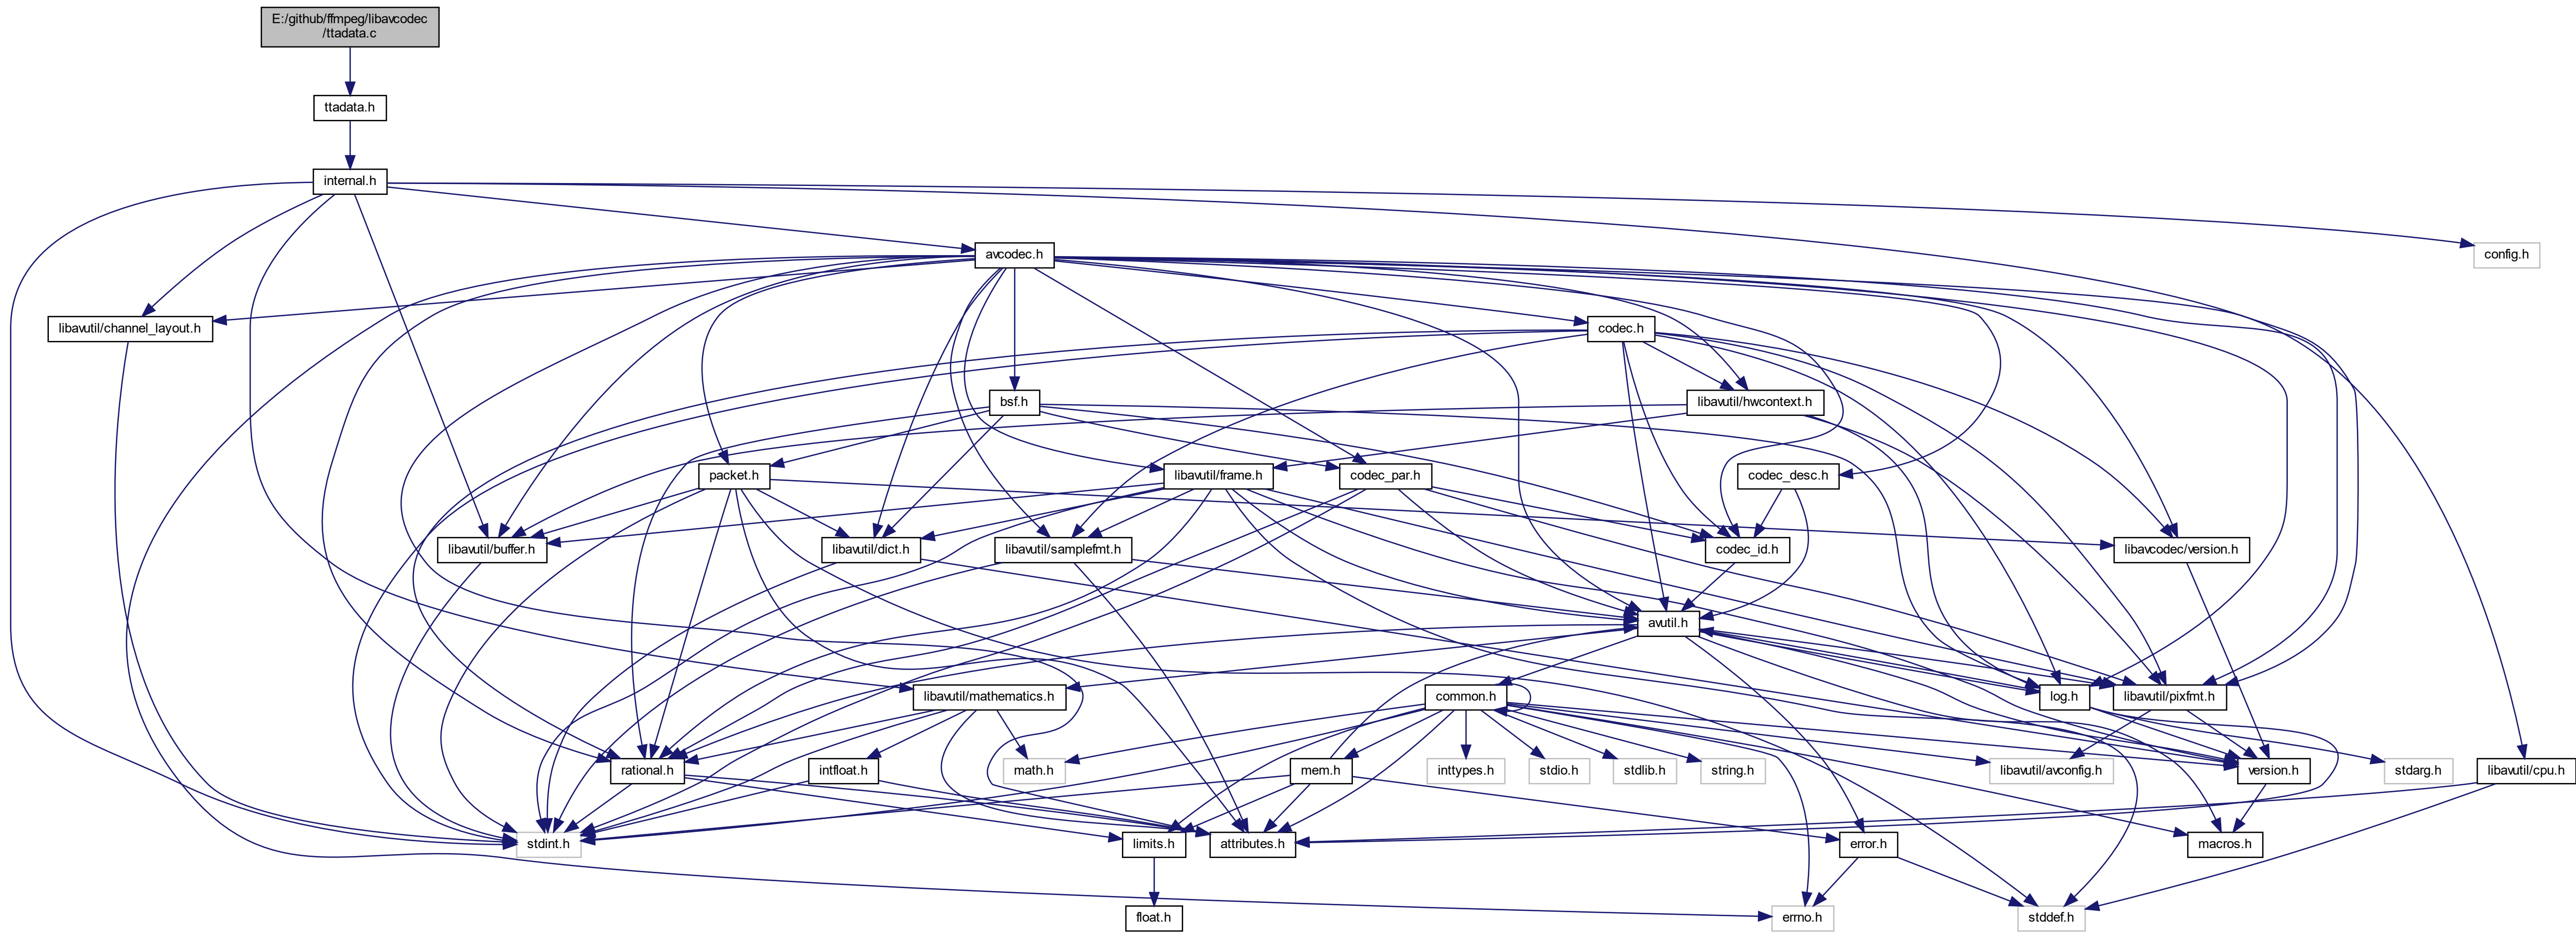 E:/github/ffmpeg/libavcodec
/ttadata.c
ttadata.h
internal.h
avcodec.h
config.h
libavutil/channel_layout.h
codec.h
bsf.h
libavutil/hwcontext.h
packet.h
libavutil/frame.h
codec_par.h
codec_desc.h
libavutil/buffer.h
libavutil/dict.h
libavutil/samplefmt.h
codec_id.h
libavcodec/version.h
avutil.h
libavutil/mathematics.h
common.h
log.h
libavutil/pixfmt.h
rational.h
intfloat.h
math.h
mem.h
inttypes.h
stdio.h
stdlib.h
string.h
libavutil/avconfig.h
version.h
stdarg.h
libavutil/cpu.h
stdint.h
limits.h
attributes.h
error.h
macros.h
float.h
errno.h
stddef.h